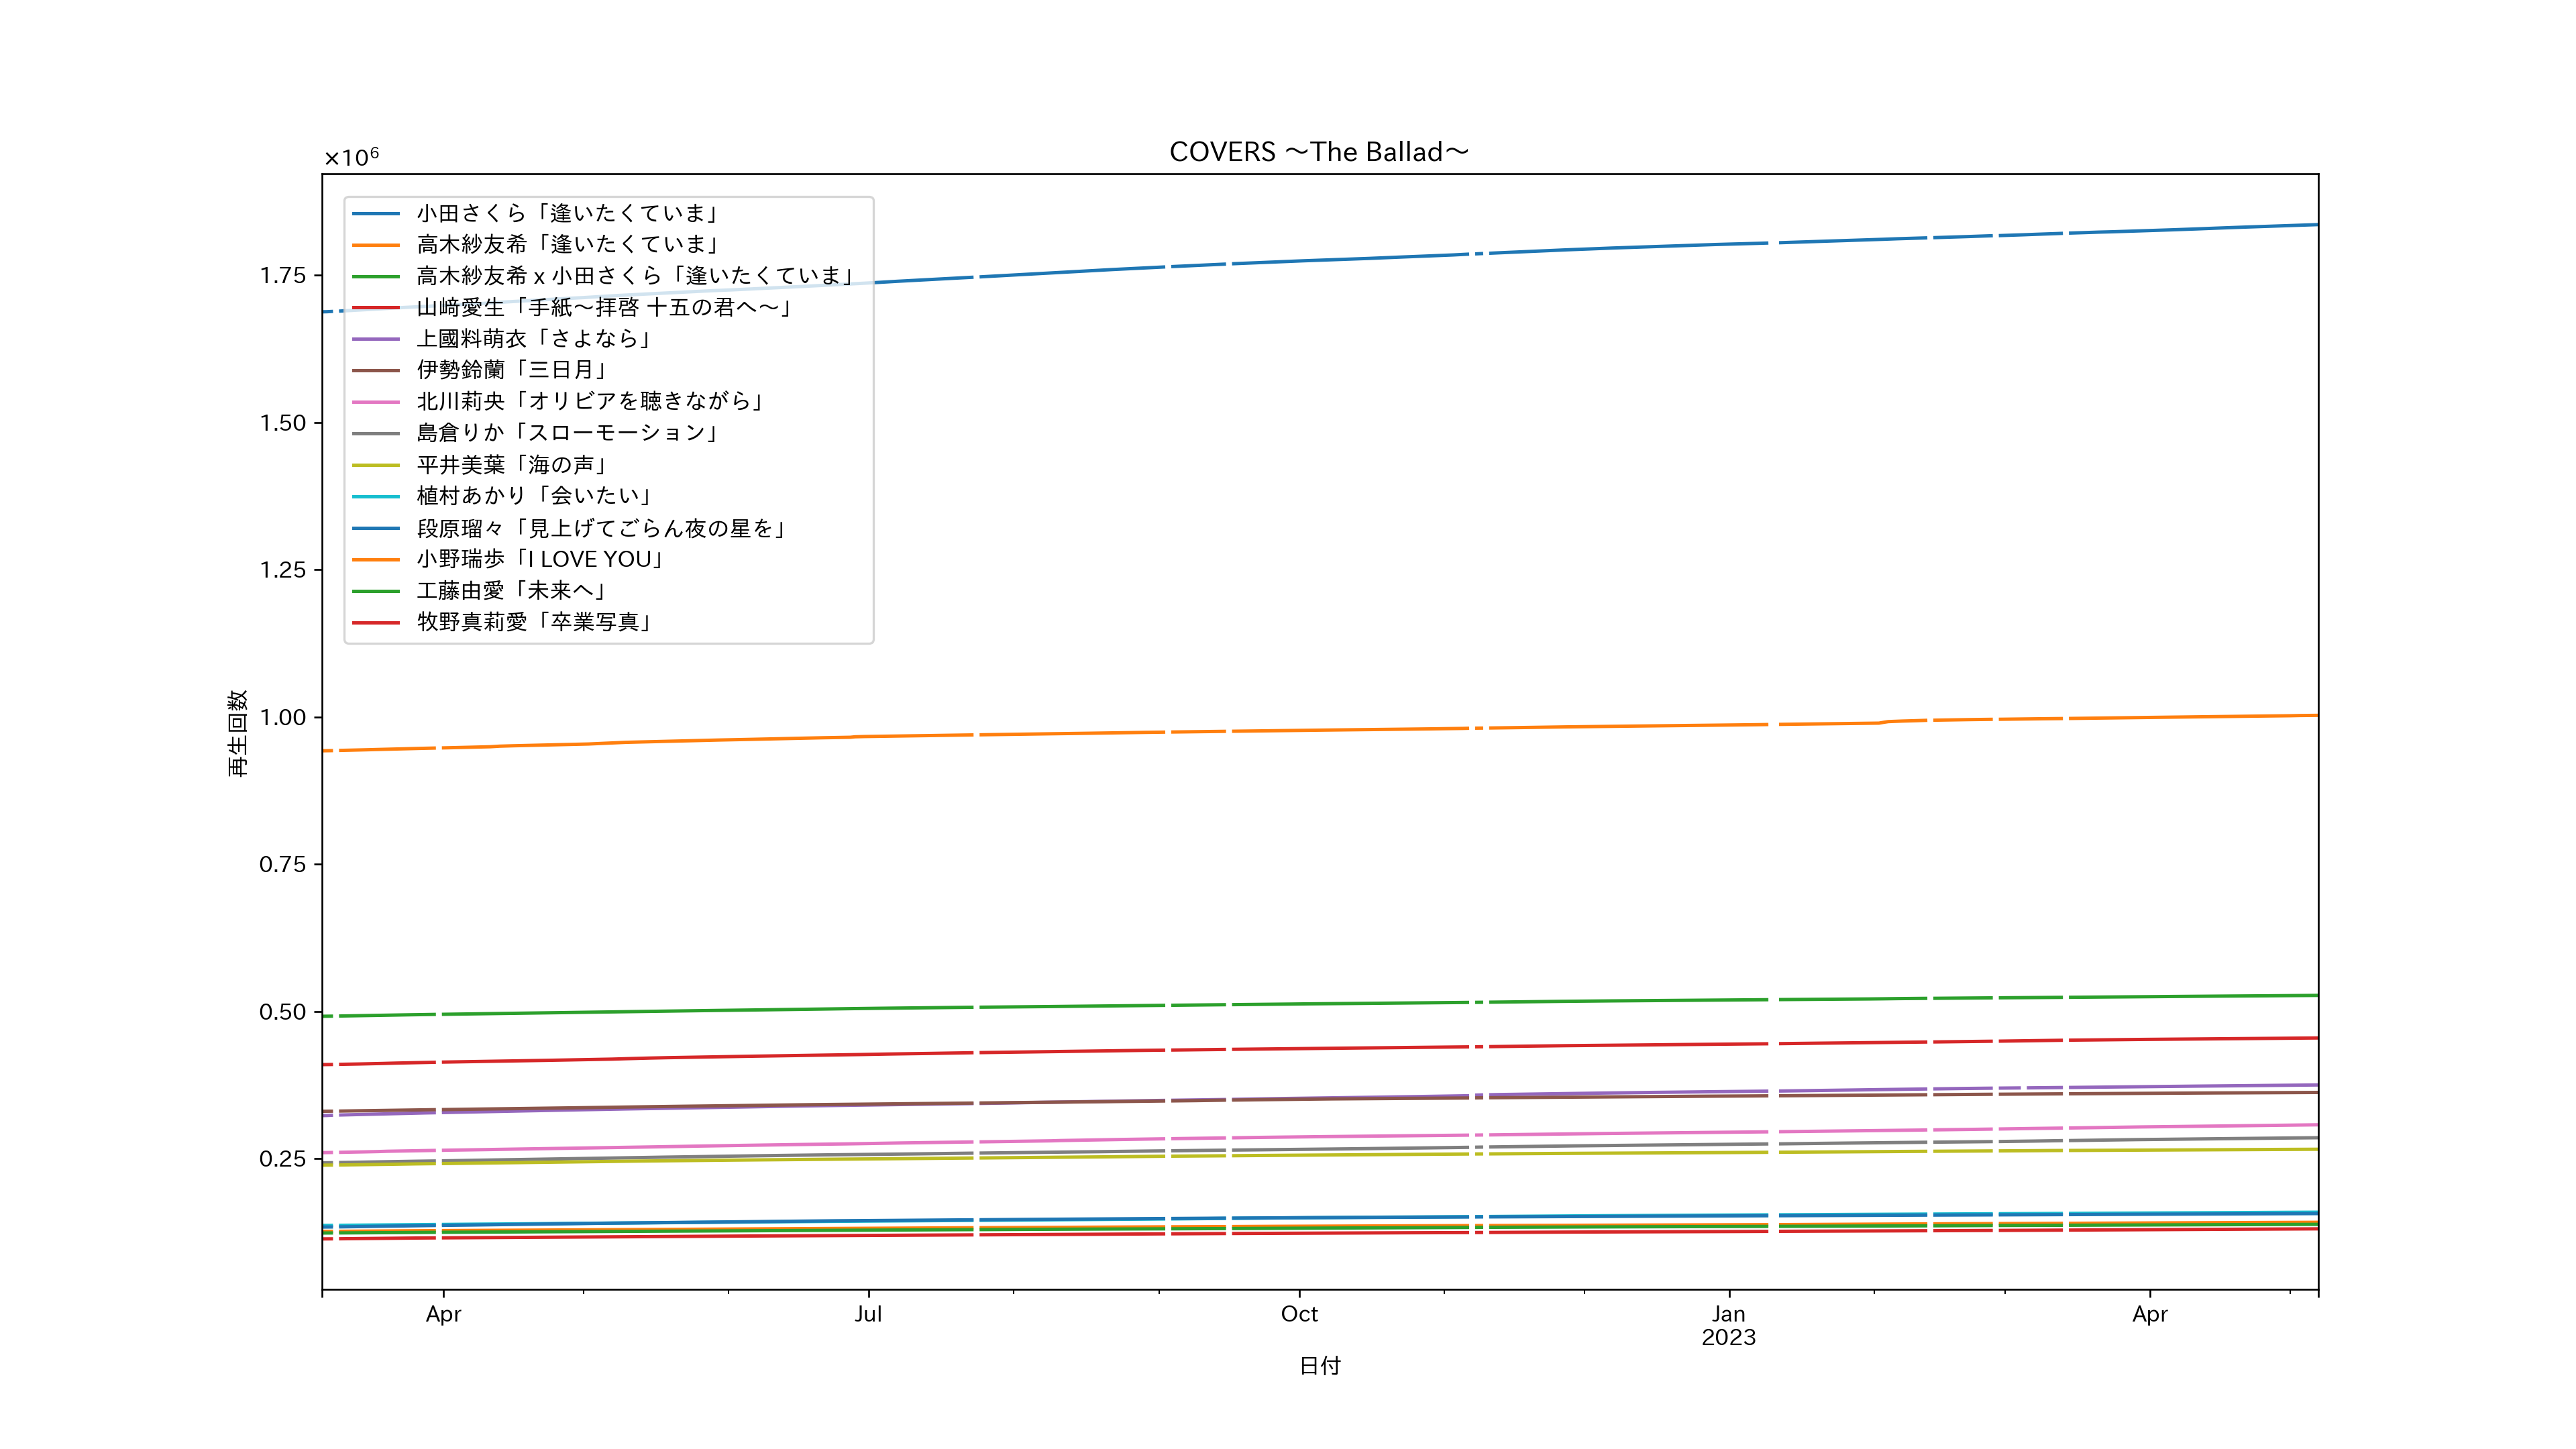 COVERS ～The Ballad～
×10⁶
小田さくら「逢いたくていま」
高木紗友希「逢いたくていま」
高木紗友希 x 小田さくら「逢いたくていま」
山﨑愛生「手紙～拝啓 十五の君へ～」
上國料萌衣「さよなら」
伊勢鈴蘭「三日月」
北川莉央「オリビアを聴きながら」
島倉りか「スローモーション」
平井美葉「海の声」
植村あかり「会いたい」
段原瑠々「見上げてごらん夜の星を」
小野瑞歩「I LOVE YOU」
工藤由愛「未来へ」
牧野真莉愛「卒業写真」
1.75
1.50
1.25
1.00
0.75
0.50
0.25
再生回数
Apr Jul Oct Jan Apr
2023
日付